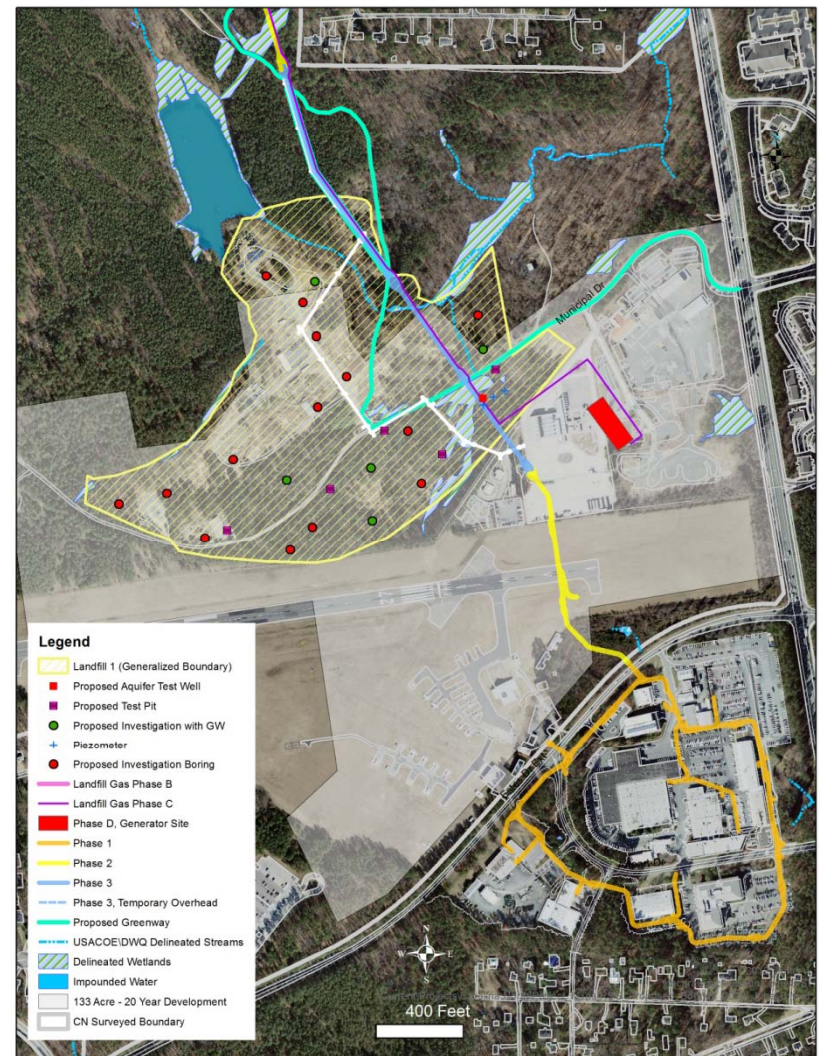 Municipal Dr
Legend
Landfill 1 (Generalized Boundary)
Proposed Aquifer Test Well
Proposed Test Pit
Proposed Investigation with GW
Piezometer
Proposed Investigation Boring
Landfill Gas Phase B
Landfill Gas Phase C
Phase D, Generator Site
Phase 1
Phase 2
Phase 3
Phase 3, Temporary Overhead
Proposed Greenway
USACOE\DWQ Delineated Streams
Delineated Wetlands
Impounded Water
133 Acre - 20 Year Development
CN Surveyed Boundary
N
W
E
S
400 Feet